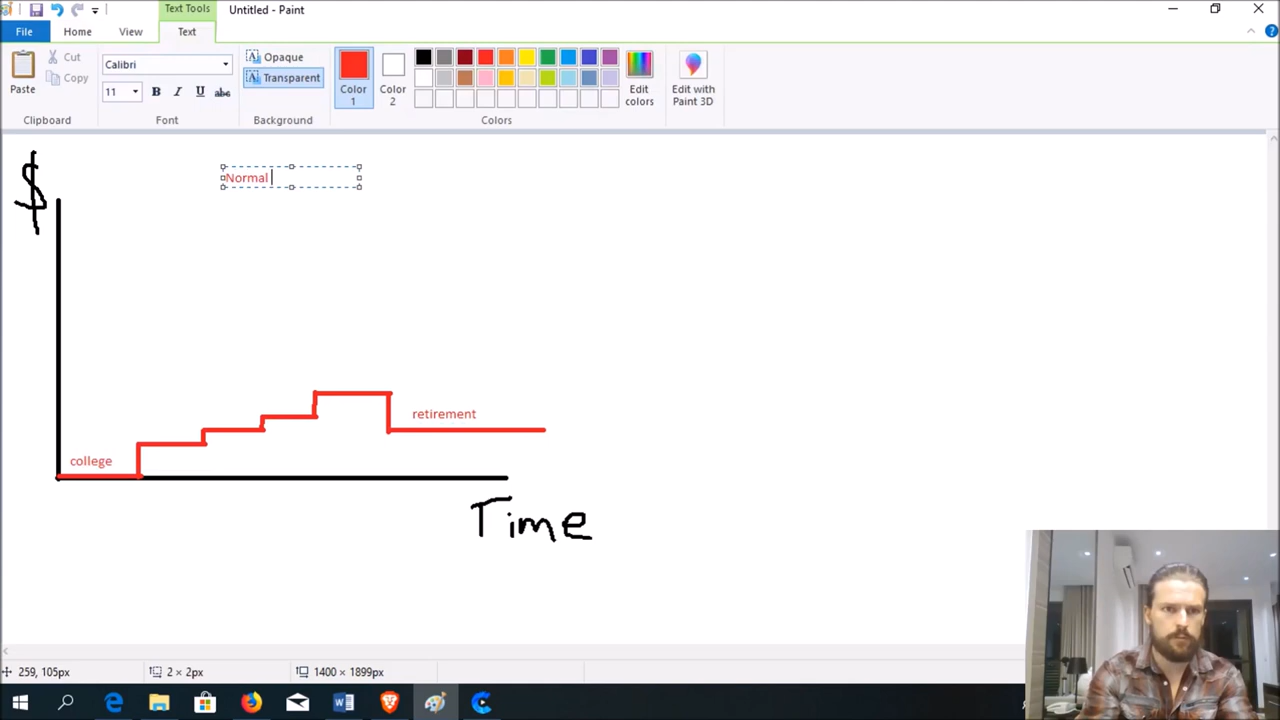 Text Tools
Untitled - Paint
File
Home
View
Text
Paste
Cut
Copy
Clipboard
Calibri
11
B I U abc
Font
Opaque
Transparent
Background
Color 1
Color 2
Edit colors
Colors
Edit with Paint 3D
Normal
$
retirement
college
Time
259, 105px
2 × 2px
1400 × 1899px